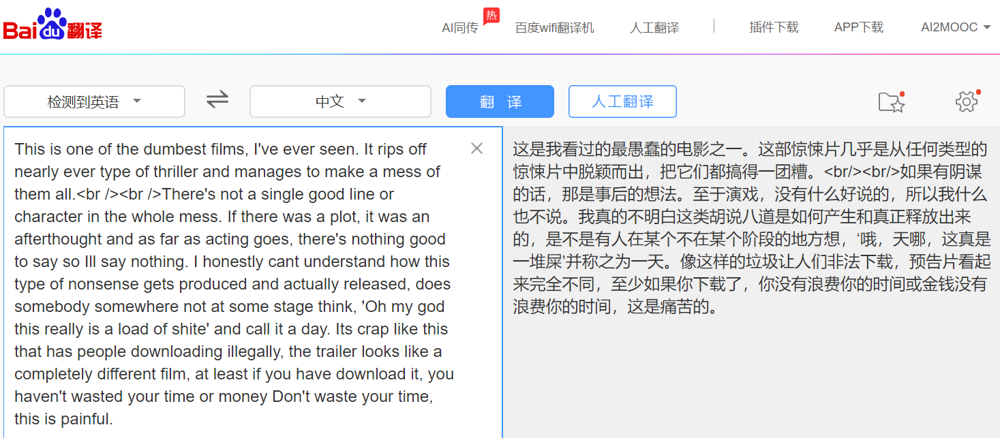 Baidu翻译
AI同传
热
百度wifi翻译机
人工翻译
插件下载
APP下载
AI2MOOC
检测到英语
中文
翻 译
人工翻译
This is one of the dumbest films, I've ever seen. It rips off
nearly ever type of thriller and manages to make a mess of
them all.<br /><br />There's not a single good line or
character in the whole mess. If there was a plot, it was an
afterthought and as far as acting goes, there's nothing good
to say so Ill say nothing. I honestly cant understand how this
type of nonsense gets produced and actually released, does
somebody somewhere not at some stage think, 'Oh my god
this really is a load of shite' and call it a day. Its crap like this
that has people downloading illegally, the trailer looks like a
completely different film, at least if you have download it, you
haven't wasted your time or money Don't waste your time,
this is painful.
这是我看过的最愚蠢的电影之一。这部惊悚片几乎是从任何类型的
惊悚片中脱颖而出，把它们都搞得一团糟。<br/><br/>如果有阴谋
的话，那是事后的想法。至于演戏，没有什么好说的，所以我什么
也不说。我真的不明白这类胡说八道是如何产生和真正释放出来
的，是不是有人在某个不在某个阶段的地方想，‘哦，天哪，这真是
一堆屎’并称之为一天。像这样的垃圾让人们非法下载，预告片看起
来完全不同，至少如果你下载了，你没有浪费你的时间或金钱没有
浪费你的时间，这是痛苦的。